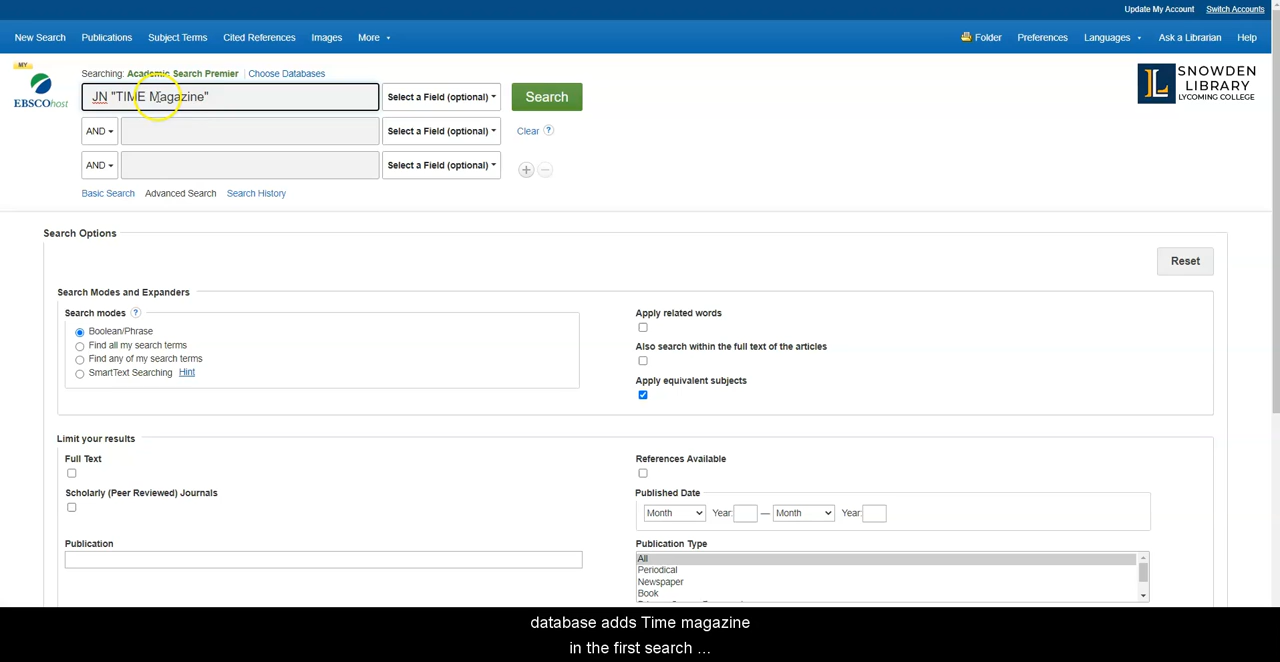 Update My Account Switch Accounts
New Search Publications Subject Terms Cited References Images More Folder Preferences Languages Ask a Librarian Help
MY
EBSCOhost
Searching: Academic Search Premier Choose Databases
JN "TIME Magazine" Select a Field (optional) Search
AND Select a Field (optional) Clear ?
AND Select a Field (optional) + −
Basic Search Advanced Search Search History
L SNOWDEN
LIBRARY
LYCOMING COLLEGE
Search Options
Reset
Search Modes and Expanders
Search modes ?
Boolean/Phrase
Find all my search terms
Find any of my search terms
SmartText Searching Hint
Apply related words
Also search within the full text of the articles
Apply equivalent subjects
Limit your results
Full Text
Scholarly (Peer Reviewed) Journals
Publication
References Available
Published Date
Month Year: — Month Year:
Publication Type
All
Periodical
Newspaper
Book
database adds Time magazine
in the first search ...